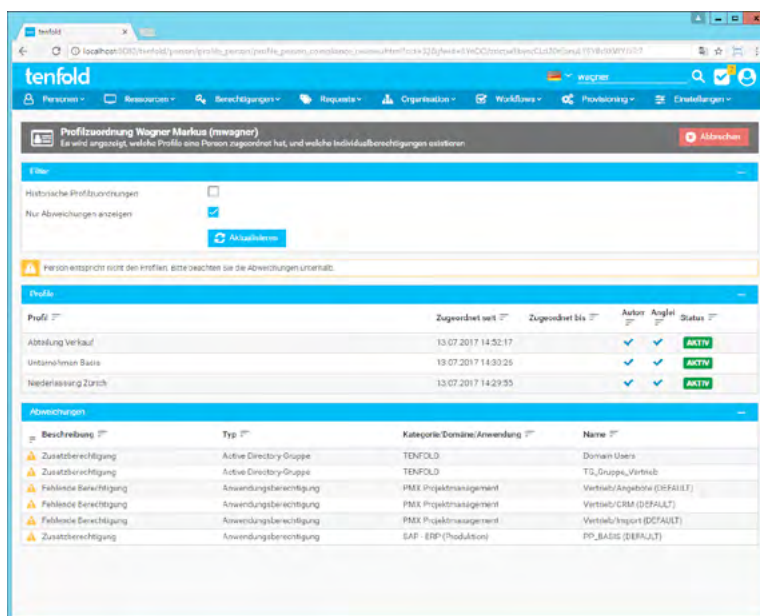 tenfold
tenfold
wagner
Personen
Ressourcen
Berechtigungen
Requests
Organisation
Workflows
Provisioning
Einstellungen
Profilzuordnung Wagner Markus (mwagner)
Es wird angezeigt, welche Profile eine Person zugeordnet hat, und welche Individualberechtigungen existieren
Abbrechen
Filter
Historische Profilzuordnungen
Nur Abweichungen anzeigen
Aktualisieren
Person entspricht nicht den Profilen. Bitte beachten Sie die Abweichungen unterhalb.
Profile
Profil Zugeordnet seit Zugeordnet bis Autom Anglei Status
Abteilung Verkauf 13.07.2017 14:52:17 AKTIV
Unternehmen Basis 13.07.2017 14:30:26 AKTIV
Niederlassung Zürich 13.07.2017 14:29:55 AKTIV
Abweichungen
Beschreibung Typ Kategorie/Domäne/Anwendung Name
Zusatzberechtigung Active Directory-Gruppe TENFOLD Domain Users
Zusatzberechtigung Active Directory-Gruppe TENFOLD TG_Gruppe_Vertrieb
Fehlende Berechtigung Anwendungsberechtigung PMX Projektmanagement Vertrieb/Angebote (DEFAULT)
Fehlende Berechtigung Anwendungsberechtigung PMX Projektmanagement Vertrieb/CRM (DEFAULT)
Fehlende Berechtigung Anwendungsberechtigung PMX Projektmanagement Vertrieb/Import (DEFAULT)
Zusatzberechtigung Anwendungsberechtigung SAP - ERP (Produktion) PP_BASIS (DEFAULT)